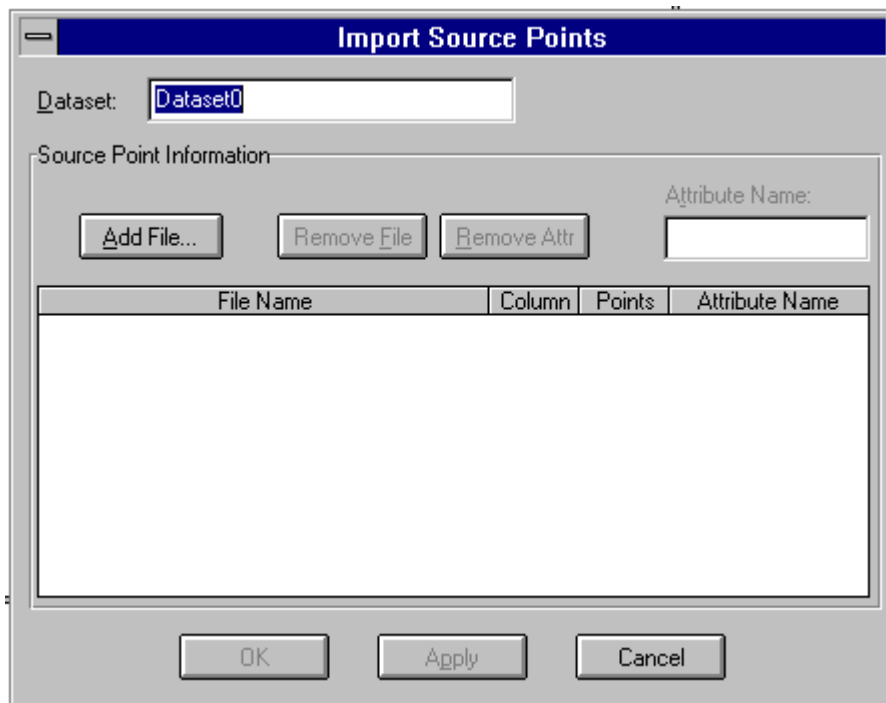 Import Source Points
Dataset: Dataset0
Source Point Information
Attribute Name:
Add File... Remove File Remove Attr
File Name Column Points Attribute Name
OK Apply Cancel